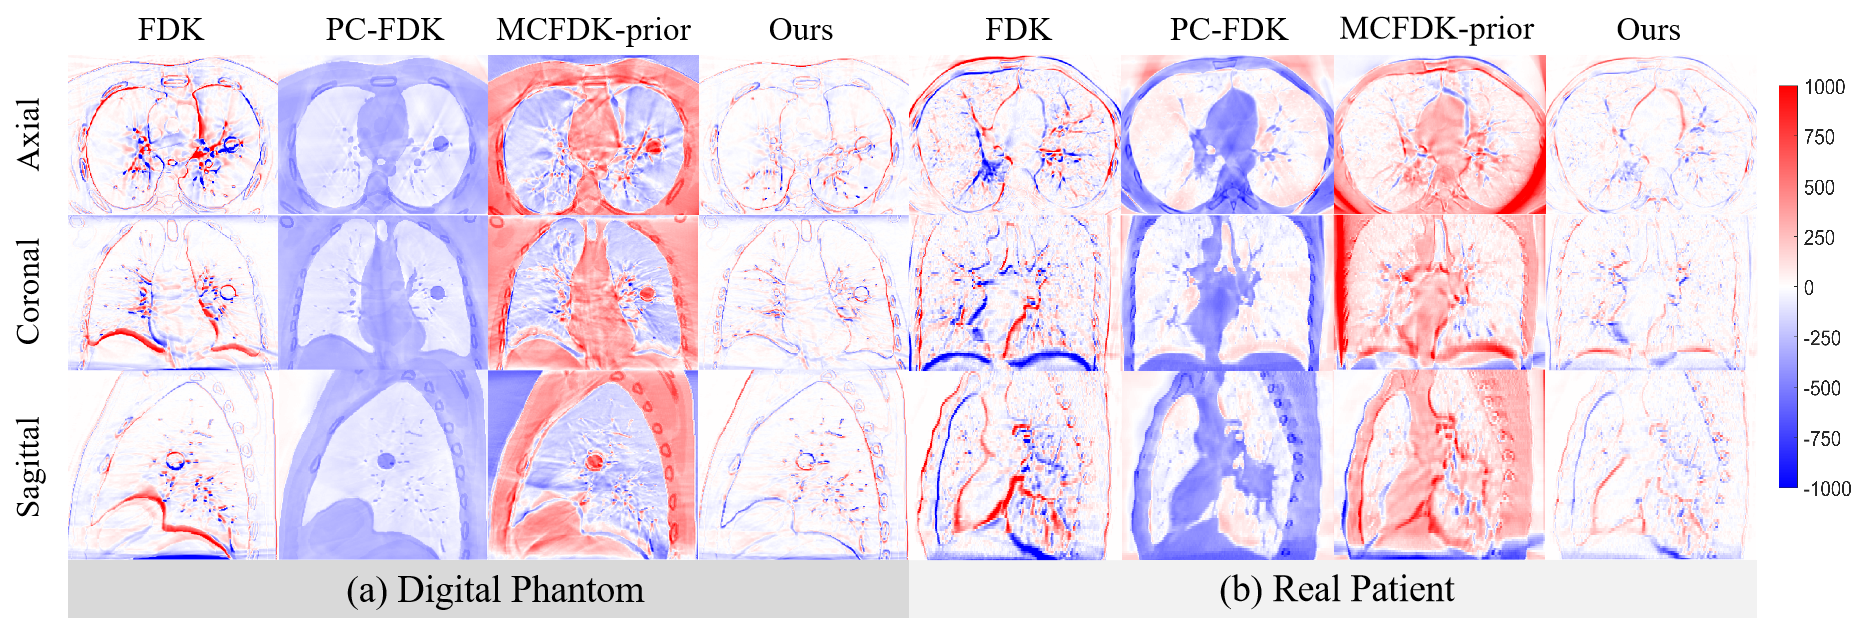 FDK PC-FDK MCFDK-prior Ours FDK PC-FDK MCFDK-prior Ours
Axial
Coronal
Sagittal
1000
750
500
250
0
-250
-500
-750
-1000
(a) Digital Phantom (b) Real Patient